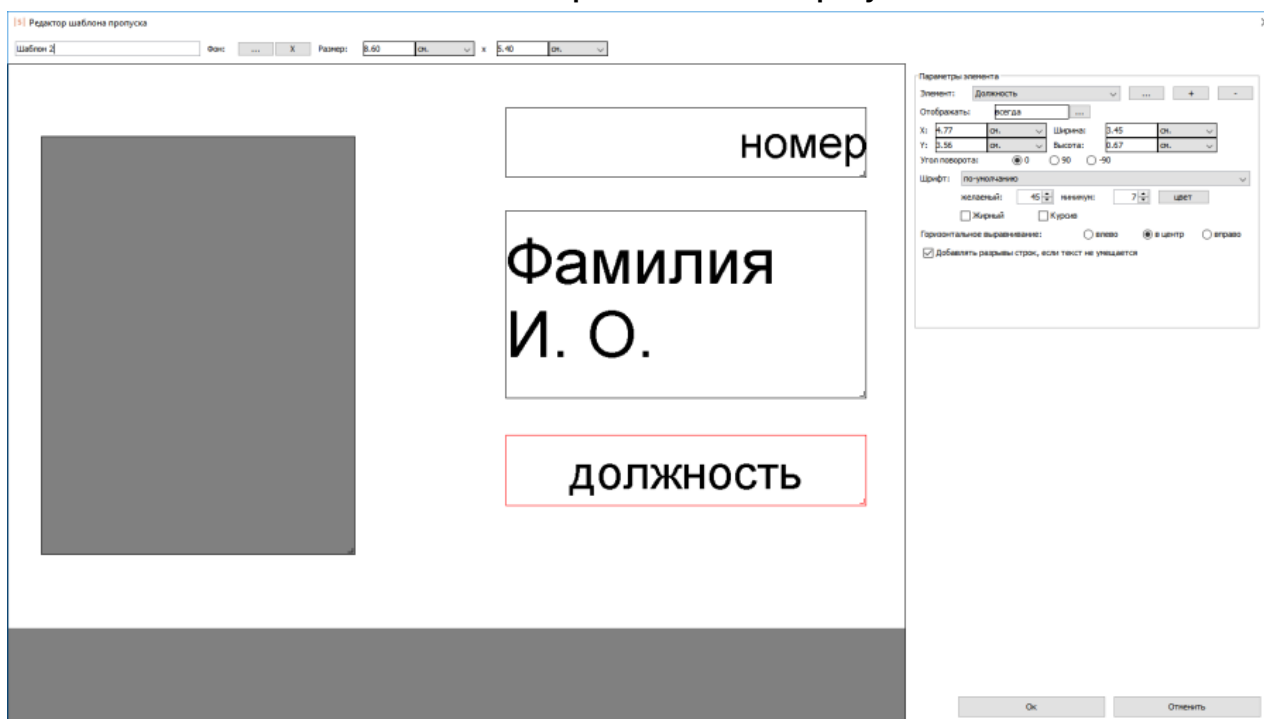 [S] Редактор шаблона пропуска
Шаблон 2 Фон: ... X Размер: 8.60 см. x 5.40 см.
Параметры элемента
Элемент: Должность ... + -
Отображать: всегда ...
X: 4.77 см. Ширина: 3.45 см.
Y: 3.56 см. Высота: 0.67 см.
Угол поворота: 0 90 -90
Шрифт: по-умолчанию
желаемый: 45 минимум: 7 цвет
Жирный Курсив
Горизонтальное выравнивание: влево в центр вправо
Добавлять разрывы строк, если текст не умещается
номер
Фамилия
И. О.
должность
Ок Отменить